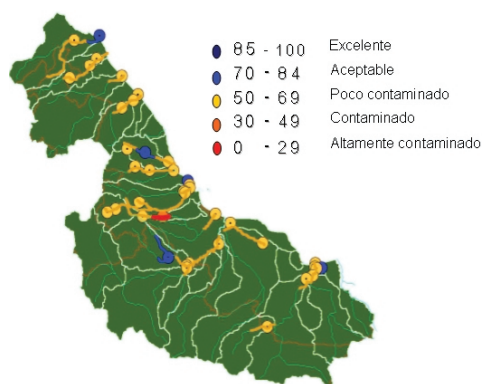 85 - 100 Excelente
70 - 84 Aceptable
50 - 69 Poco contaminado
30 - 49 Contaminado
0 - 29 Altamente contaminado